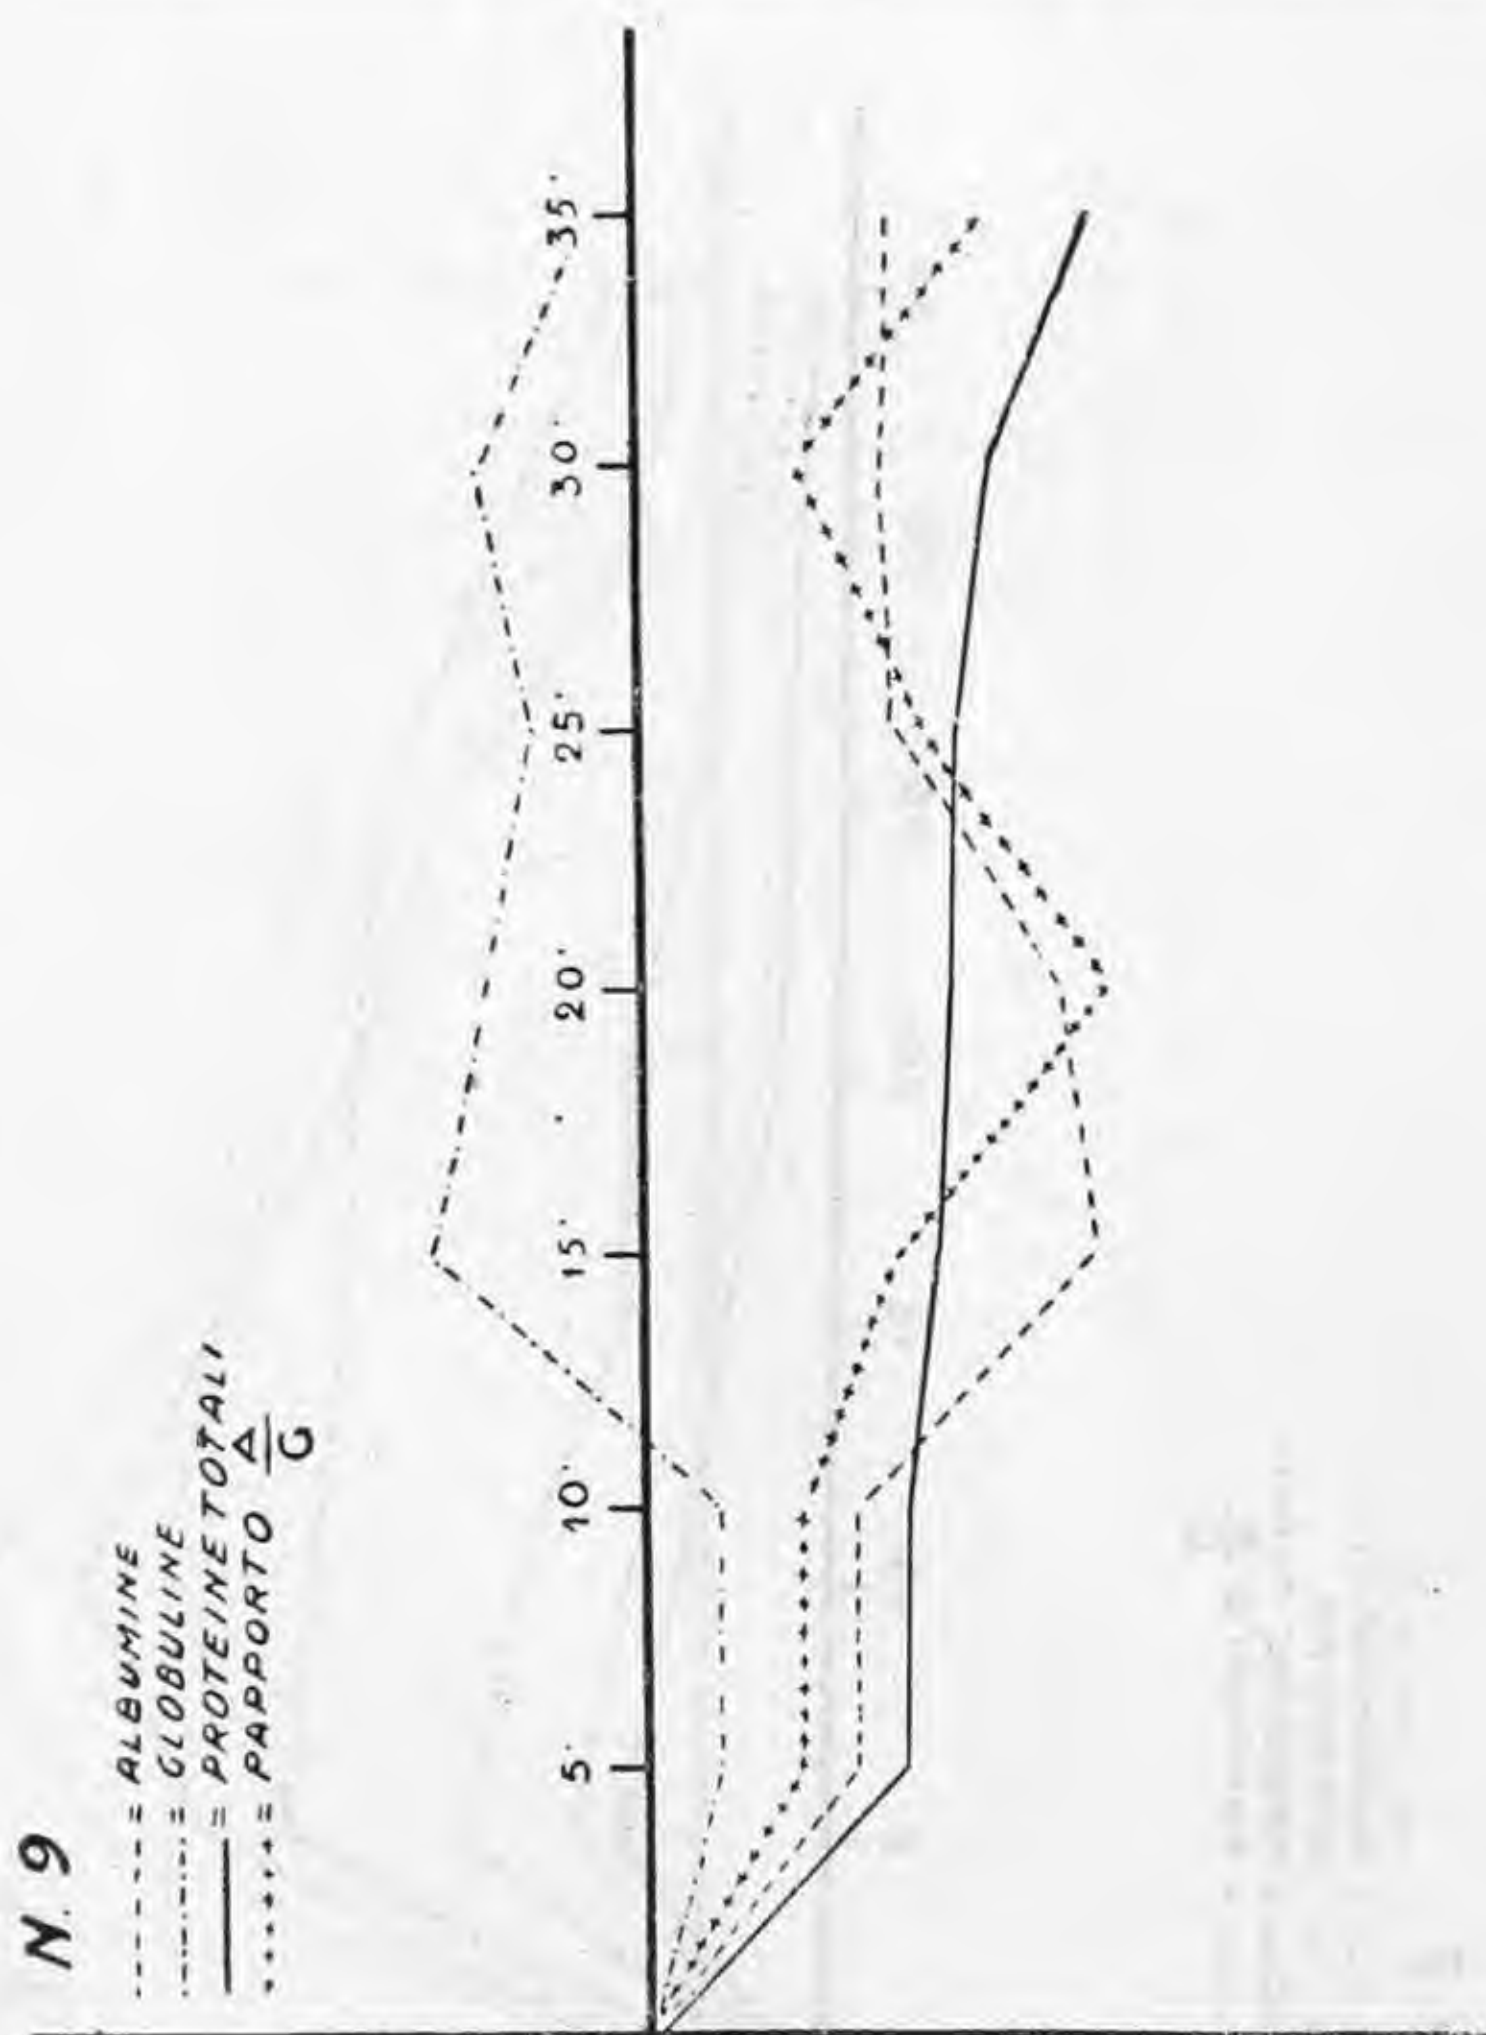 N. 9
----- = ALBUMINE
-.-.-.- = GLOBULINE
—— = PROTEINE TOTALI
+++++ = RAPPORTO A/G
5' 10' 15' 20' 25' 30' 35'